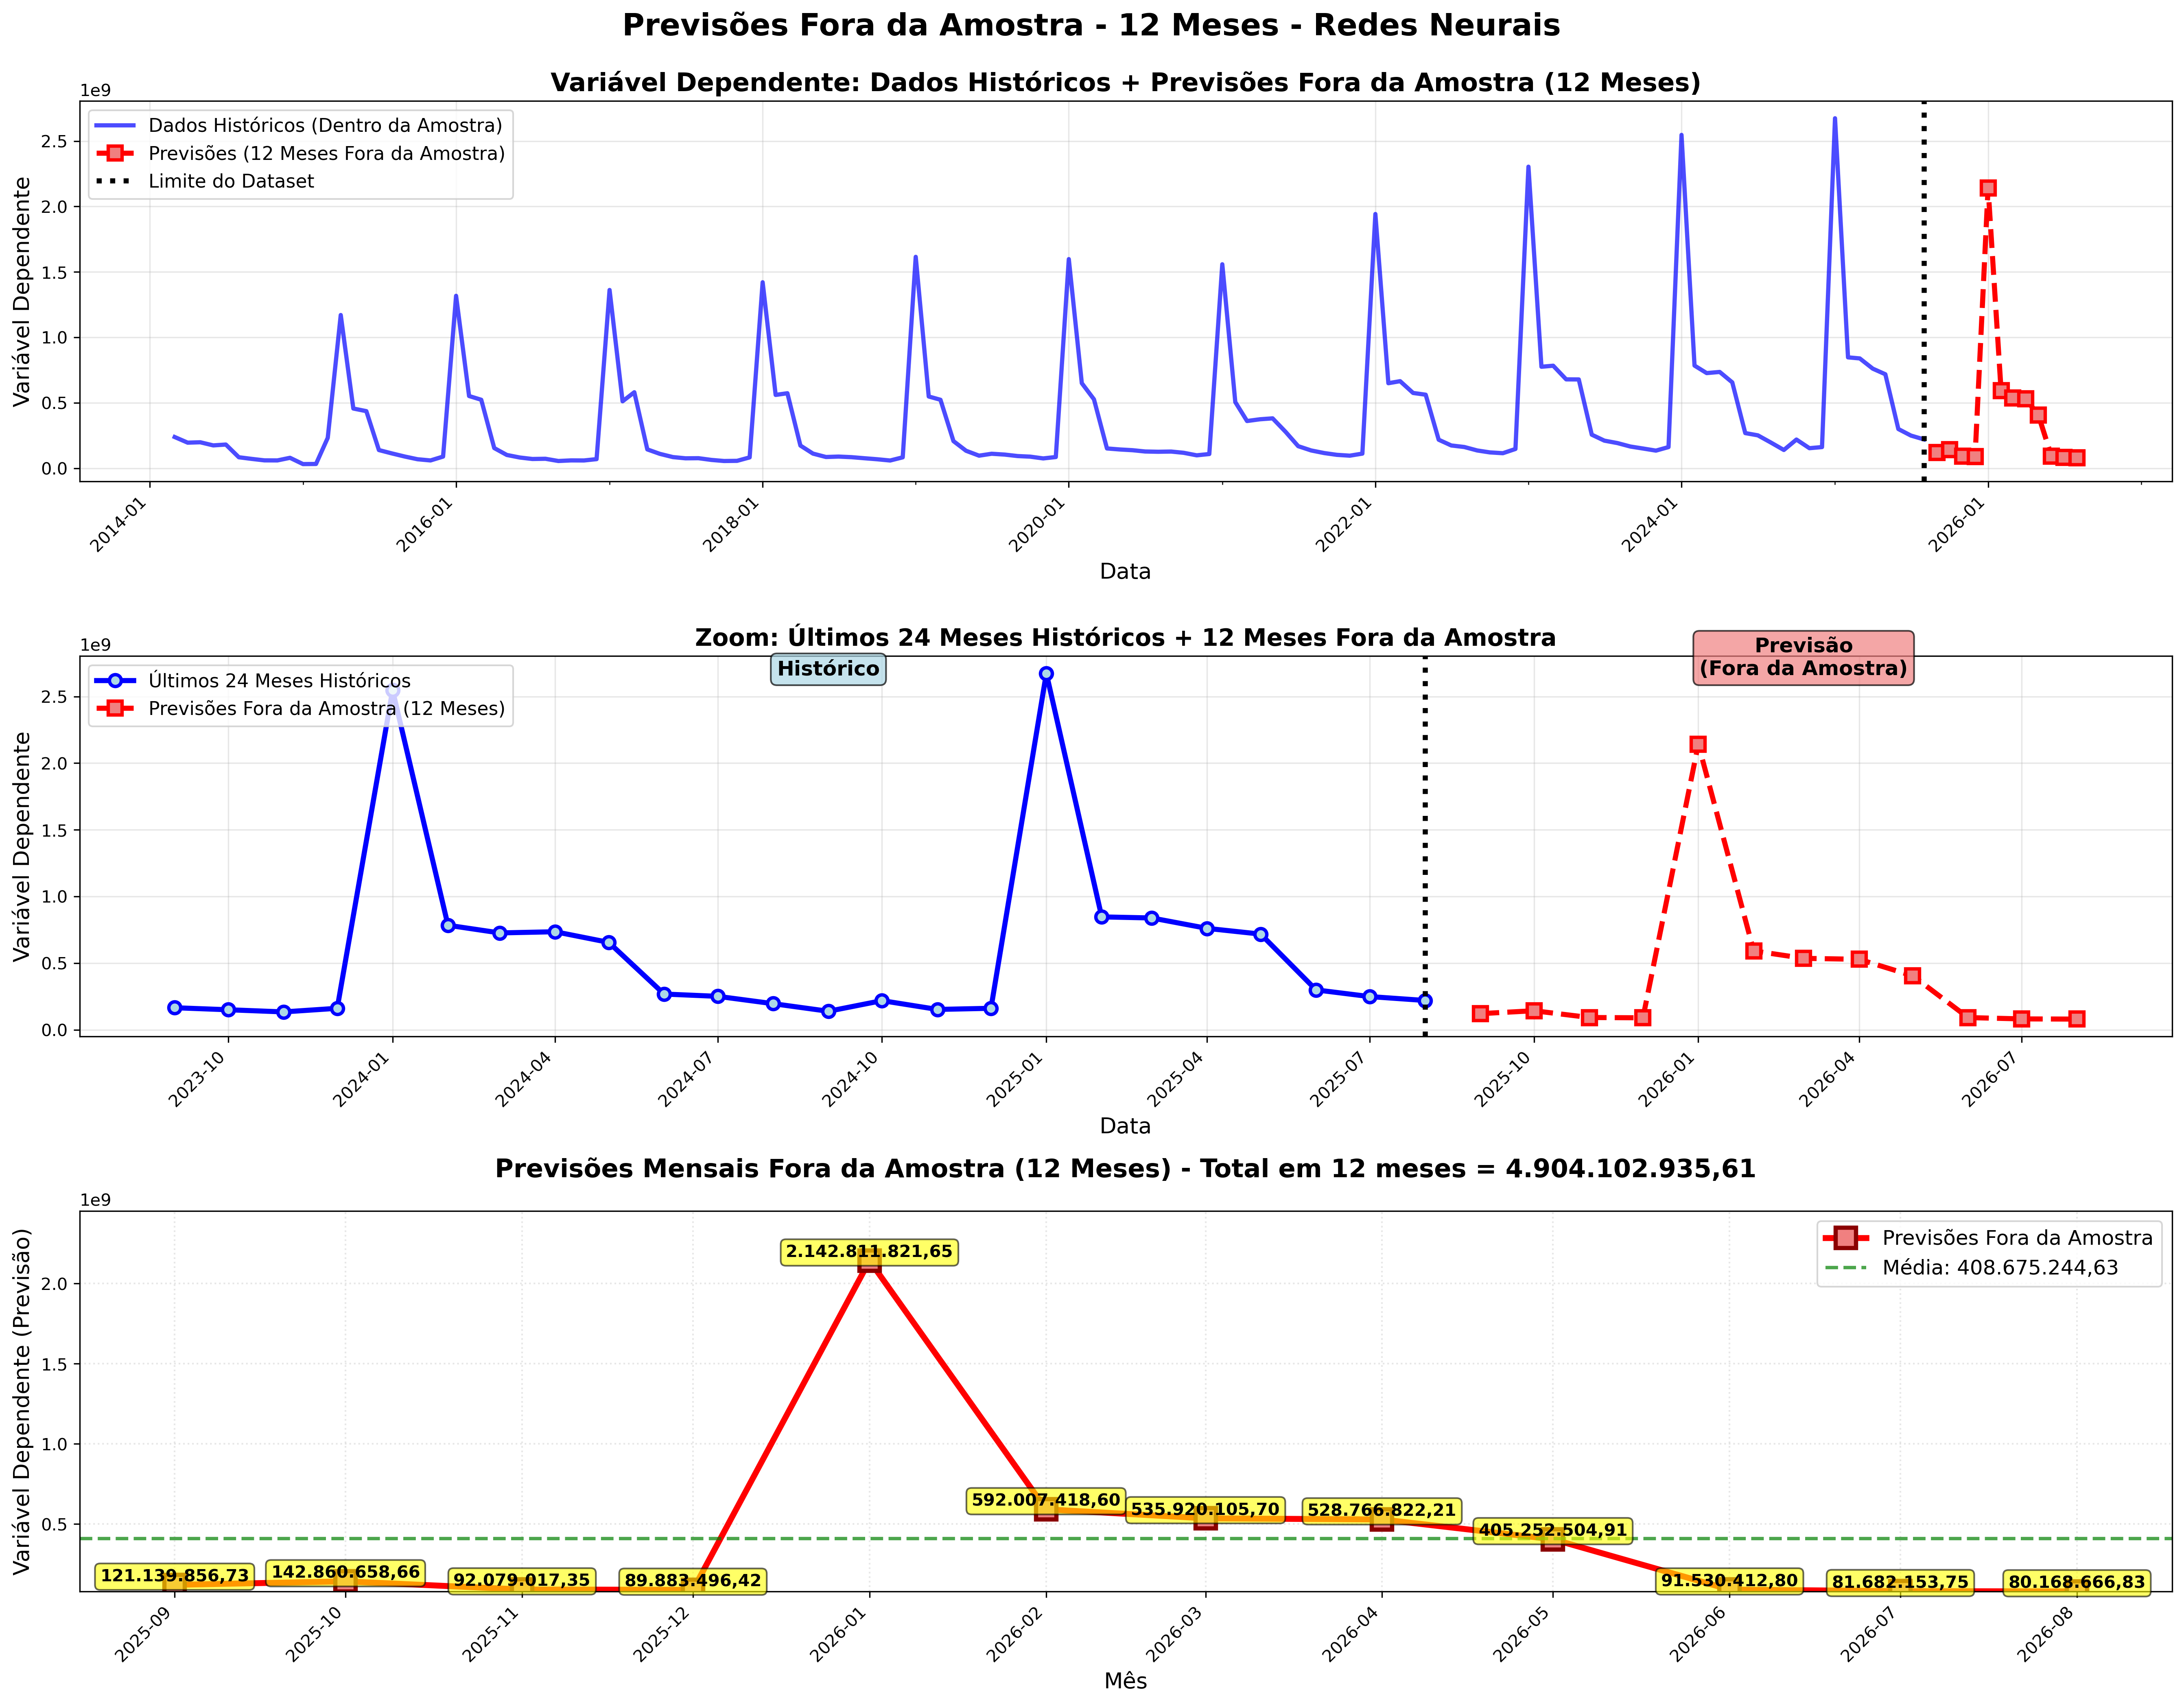 Previsões Fora da Amostra - 12 Meses - Redes Neurais
Variável Dependente: Dados Históricos + Previsões Fora da Amostra (12 Meses)
1e9
Dados Históricos (Dentro da Amostra)
Previsões (12 Meses Fora da Amostra)
Limite do Dataset
Variável Dependente
2.5
2.0
1.5
1.0
0.5
0.0
2014-01
2016-01
2018-01
2020-01
2022-01
2024-01
2026-01
Data
Zoom: Últimos 24 Meses Históricos + 12 Meses Fora da Amostra
1e9
Últimos 24 Meses Históricos
Previsões Fora da Amostra (12 Meses)
Histórico
Previsão
(Fora da Amostra)
Variável Dependente
2.5
2.0
1.5
1.0
0.5
0.0
2023-10
2024-01
2024-04
2024-07
2024-10
2025-01
2025-04
2025-07
2025-10
2026-01
2026-04
2026-07
Data
Previsões Mensais Fora da Amostra (12 Meses) - Total em 12 meses = 4.904.102.935,61
1e9
Previsões Fora da Amostra
Média: 408.675.244,63
Variável Dependente (Previsão)
2.0
1.5
1.0
0.5
121.139.856,73
142.860.658,66
92.079.017,35
89.883.496,42
2.142.811.821,65
592.007.418,60
535.920.105,70
528.766.822,21
405.252.504,91
91.530.412,80
81.682.153,75
80.168.666,83
2025-09
2025-10
2025-11
2025-12
2026-01
2026-02
2026-03
2026-04
2026-05
2026-06
2026-07
2026-08
Mês